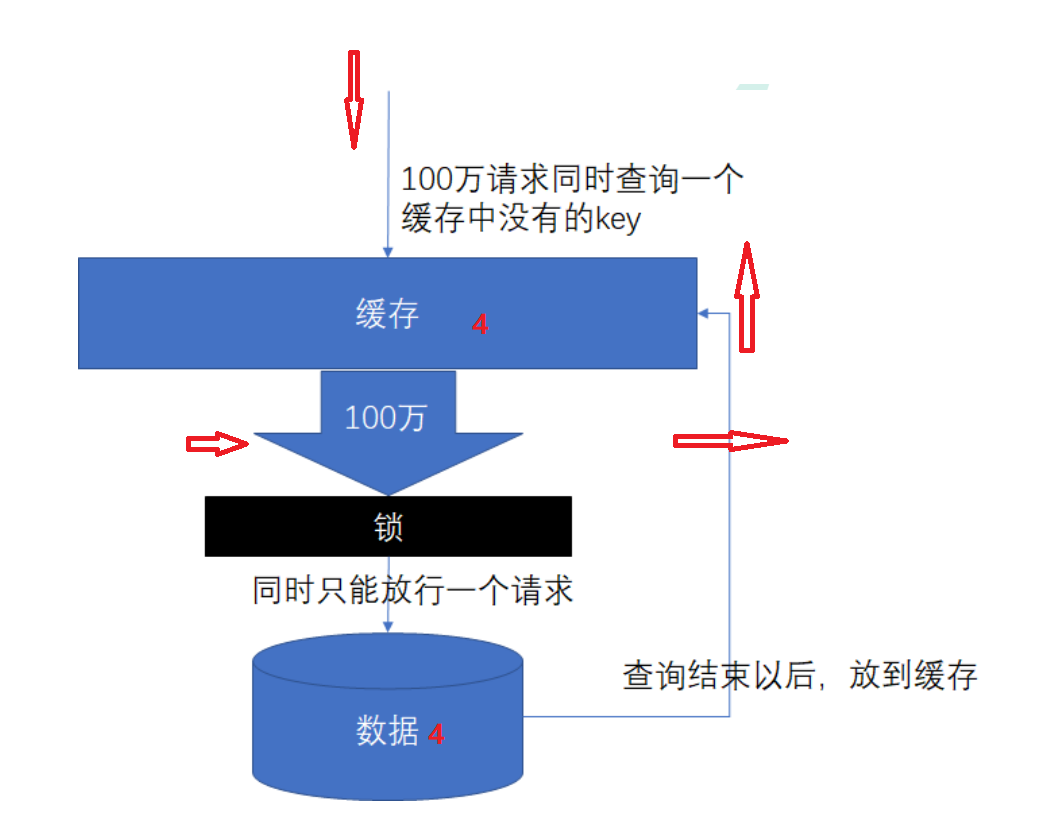 100万请求同时查询一个
缓存中没有的key
缓存 4
100万
锁
同时只能放行一个请求
查询结束以后，放到缓存
数据 4